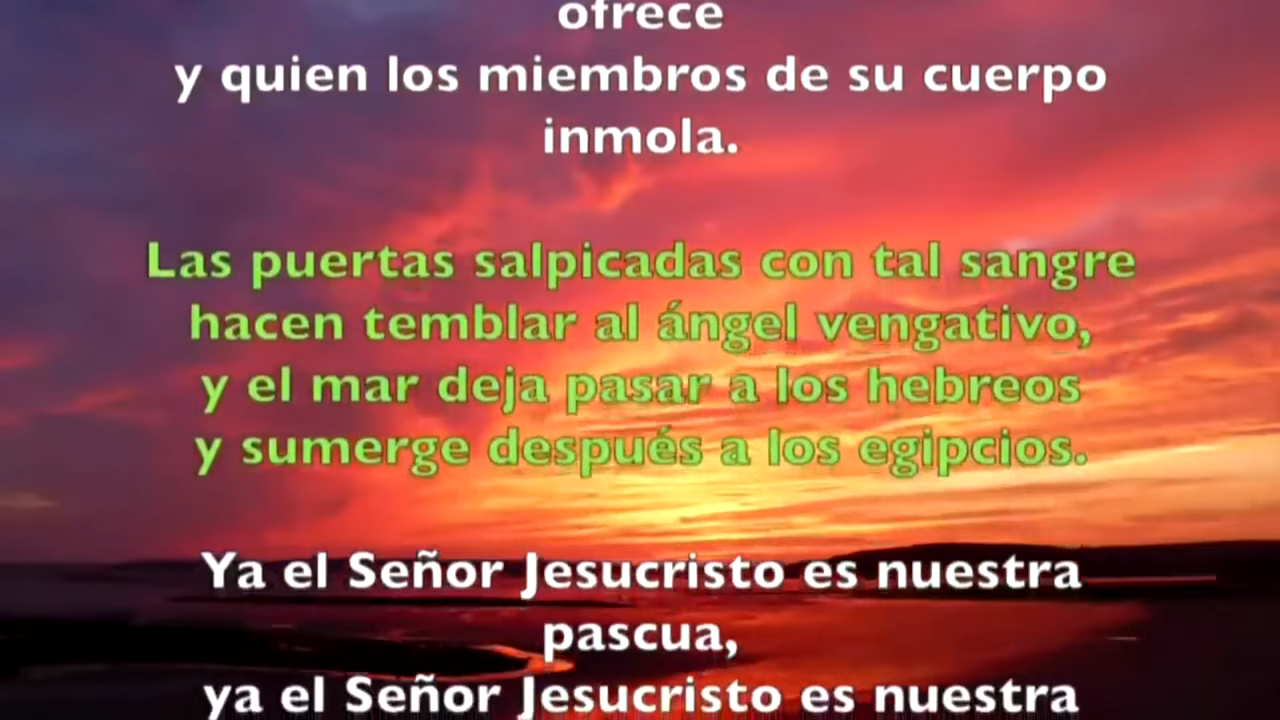 ofrece
y quien los miembros de su cuerpo
inmola.
Las puertas salpicadas con tal sangre
hacen temblar al ángel vengativo,
y el mar deja pasar a los hebreos
y sumerge después a los egipcios.
Ya el Señor Jesucristo es nuestra
pascua,
ya el Señor Jesucristo es nuestra